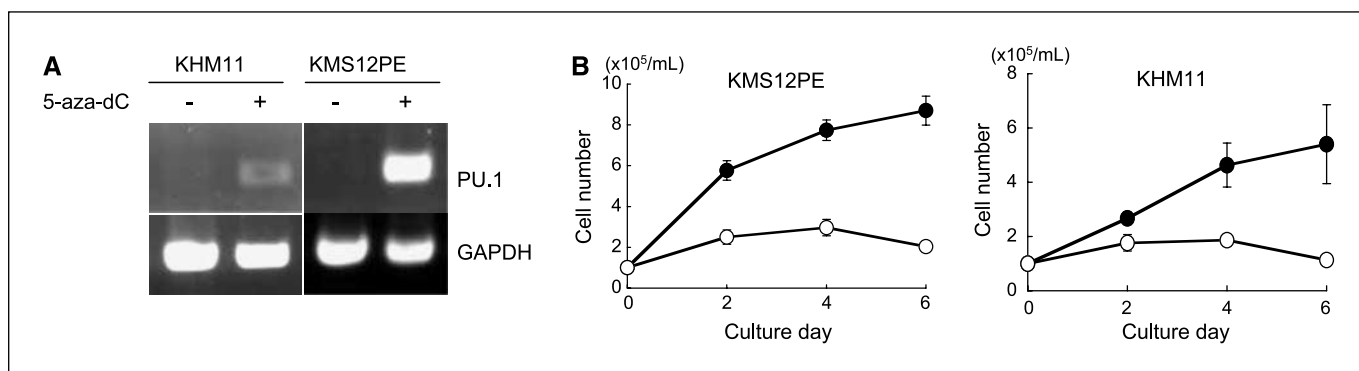 A
KHM11 KMS12PE
5-aza-dC - + - +
PU.1
GAPDH
B
(x10⁵/mL)
KMS12PE
10
8
6
4
2
0
Cell number
0 2 4 6
Culture day
(x10⁵/mL)
KHM11
8
6
4
2
0
Cell number
0 2 4 6
Culture day